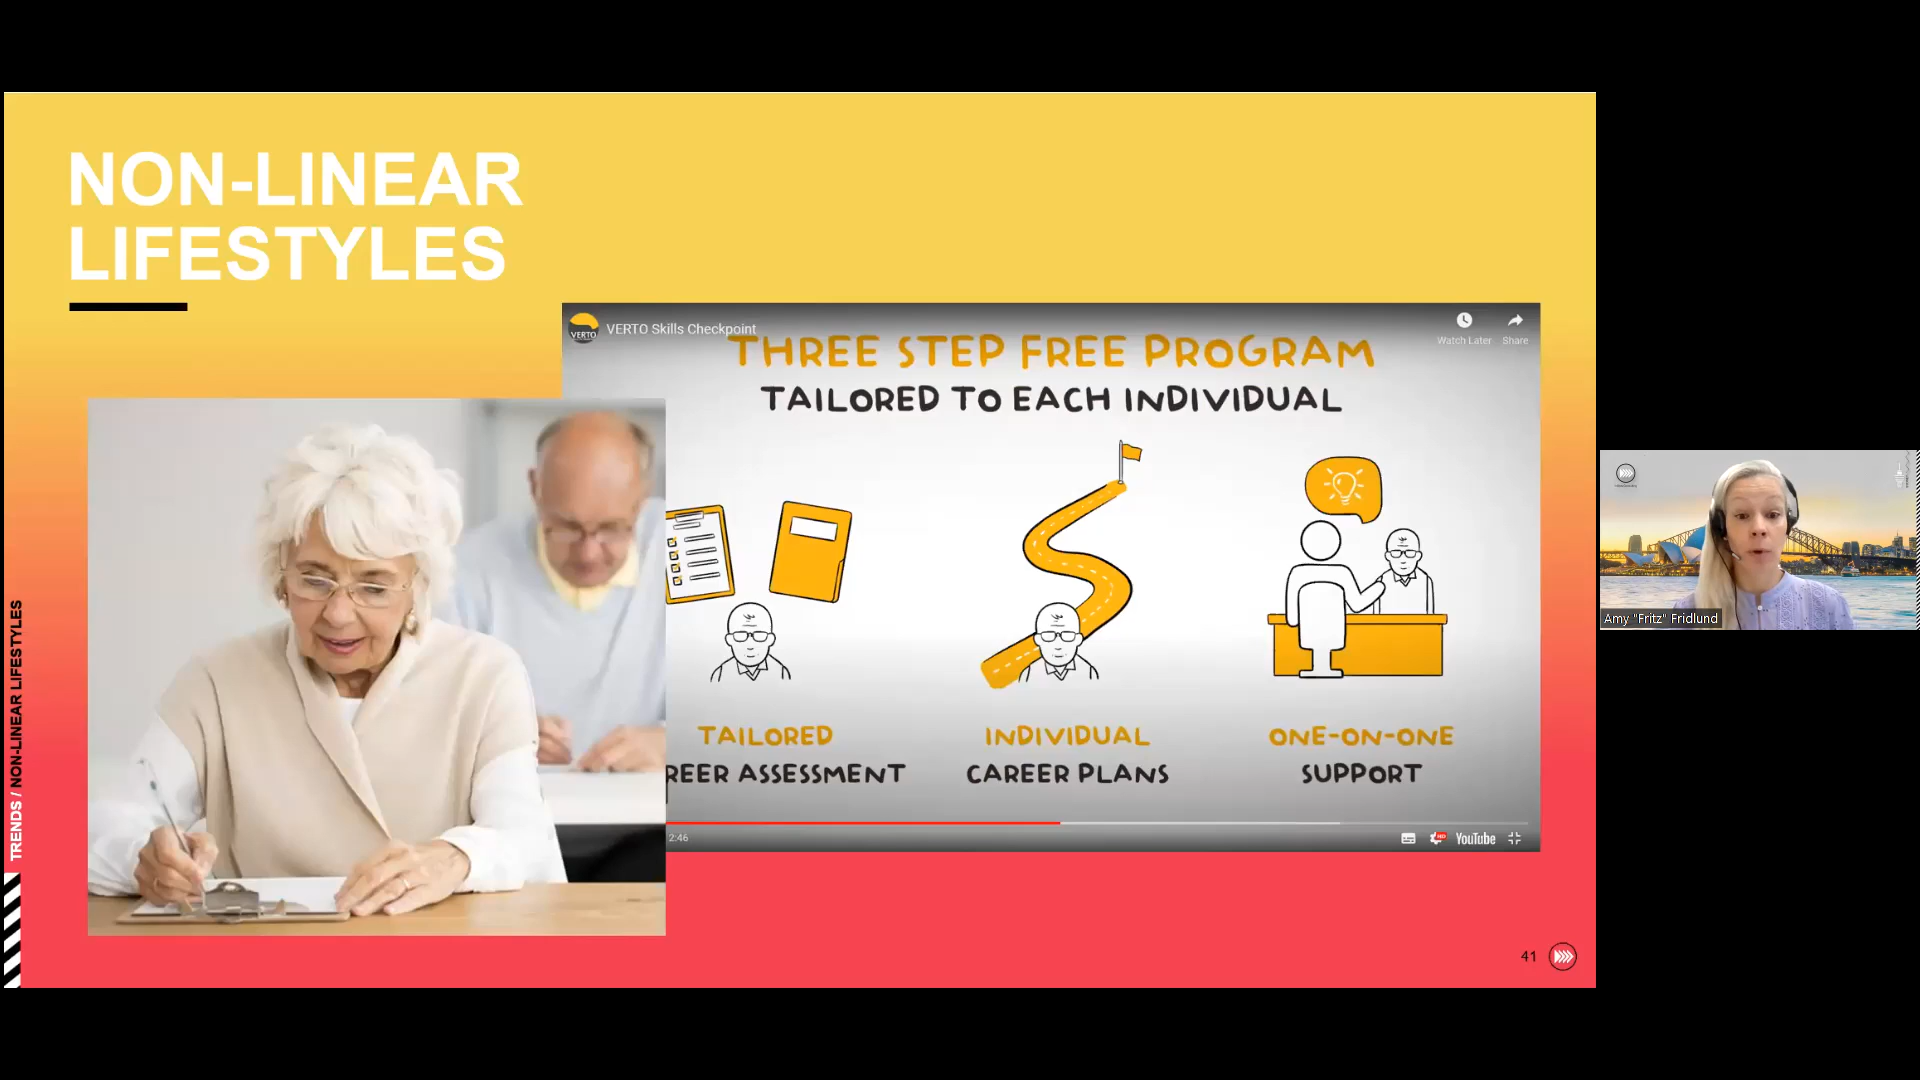 NON-LINEAR
LIFESTYLES
VERTO
VERTO Skills Checkpoint
Watch Later
Share
THREE STEP FREE PROGRAM
TAILORED TO EACH INDIVIDUAL
TAILORED
REER ASSESSMENT
INDIVIDUAL
CAREER PLANS
ONE-ON-ONE
SUPPORT
2:46
HD
YouTube
TRENDS / NON-LINEAR LIFESTYLES
41
Amy "Fritz" Fridlund